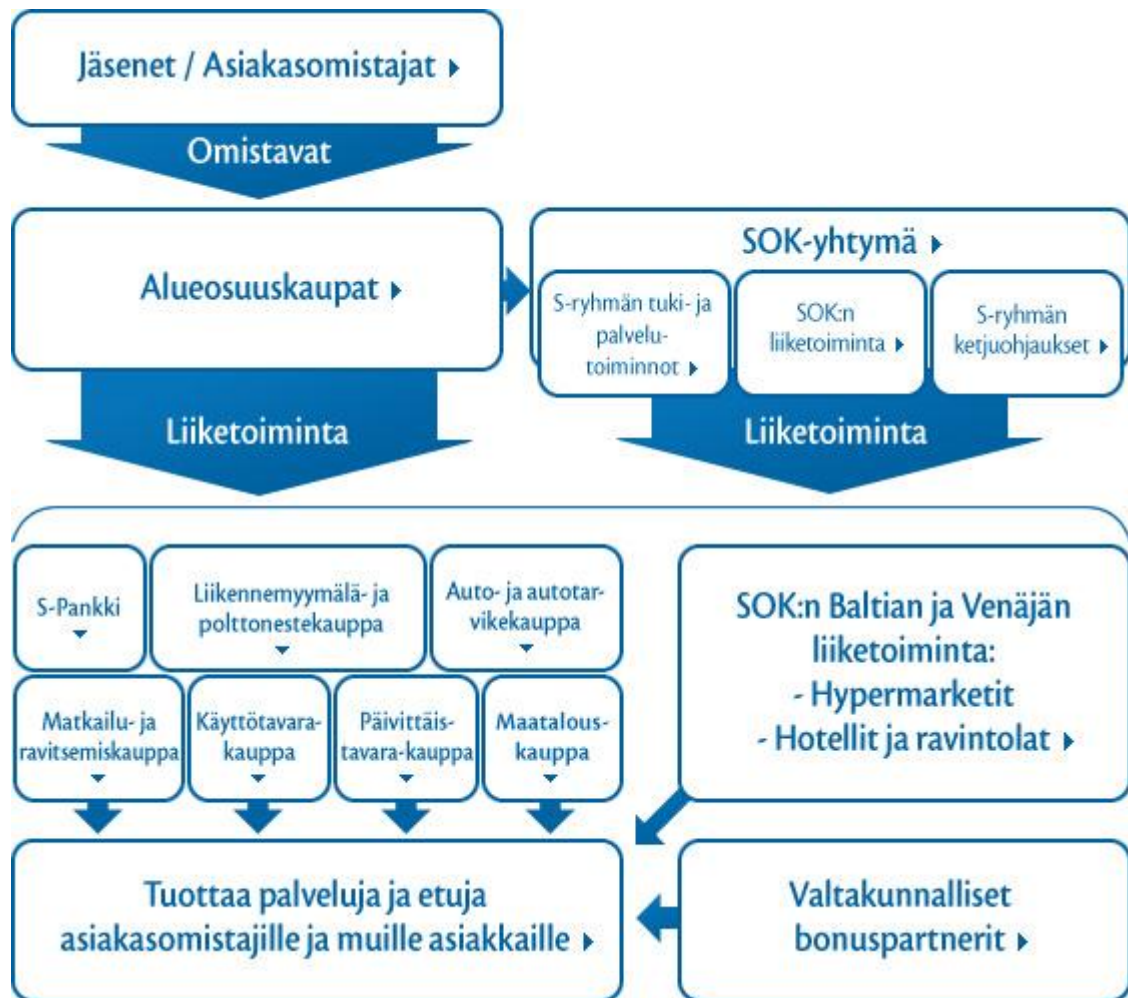 Jäsenet / Asiakasomistajat
Omistavat
Alueosuuskaupat
SOK-yhtymä
S-ryhmän tuki- ja
palvelu-
toiminnot
SOK:n
liiketoiminta
S-ryhmän
ketjuohjaukset
Liiketoiminta
Liiketoiminta
S-Pankki
Liikennemyymälä- ja
polttonestekauppa
Auto- ja autotar-
vikekauppa
Matkailu- ja
ravitsemiskauppa
Käyttötavara-
kauppa
Päivittäis-
tavara-kauppa
Maatalous-
kauppa
SOK:n Baltian ja Venäjän
liiketoiminta:
- Hypermarketit
- Hotellit ja ravintolat
Tuottaa palveluja ja etuja
asiakasomistajille ja muille asiakkaille
Valtakunnalliset
bonuspartnerit